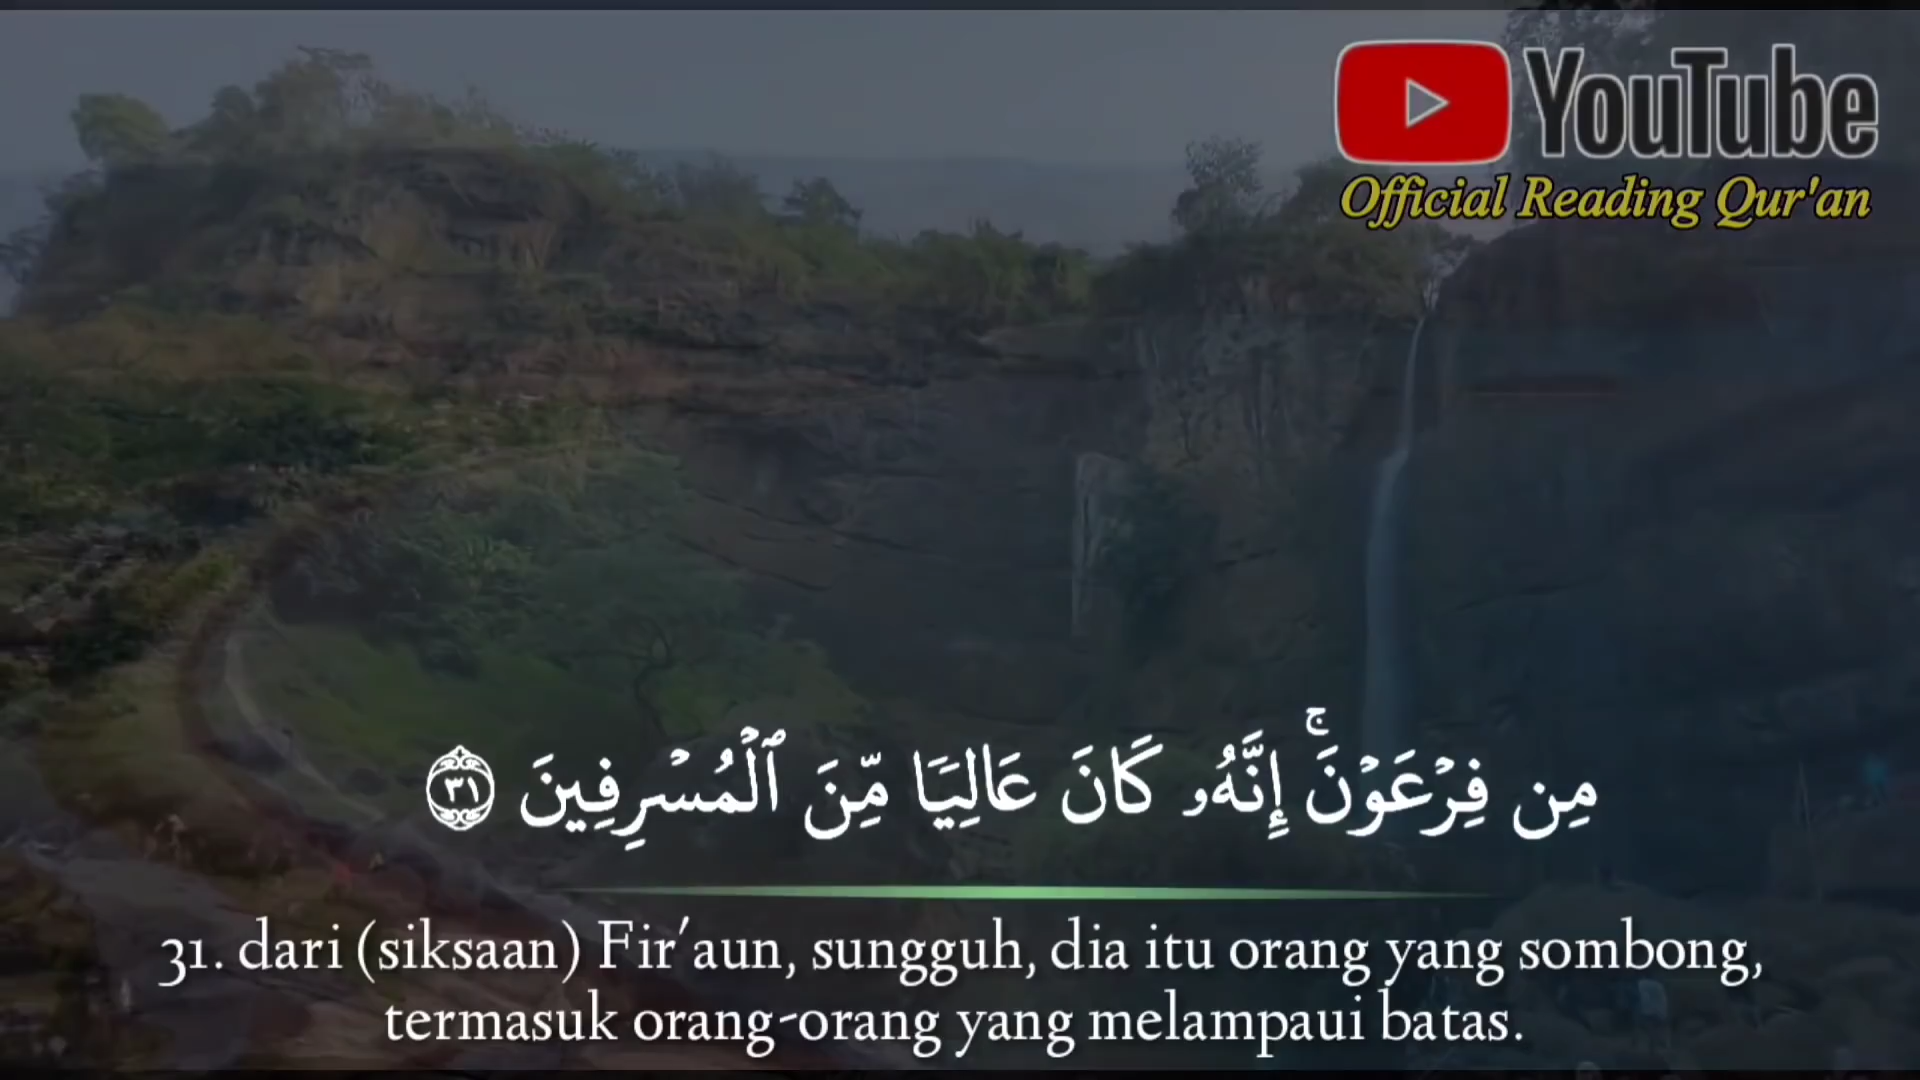 YouTube
Official Reading Qur'an
مِن فِرۡعَوۡنَۚ إِنَّهُۥ كَانَ عَالِيٗا مِّنَ ٱلۡمُسۡرِفِينَ ٣١
31. dari (siksaan) Fir'aun, sungguh, dia itu orang yang sombong,
termasuk orang-orang yang melampaui batas.